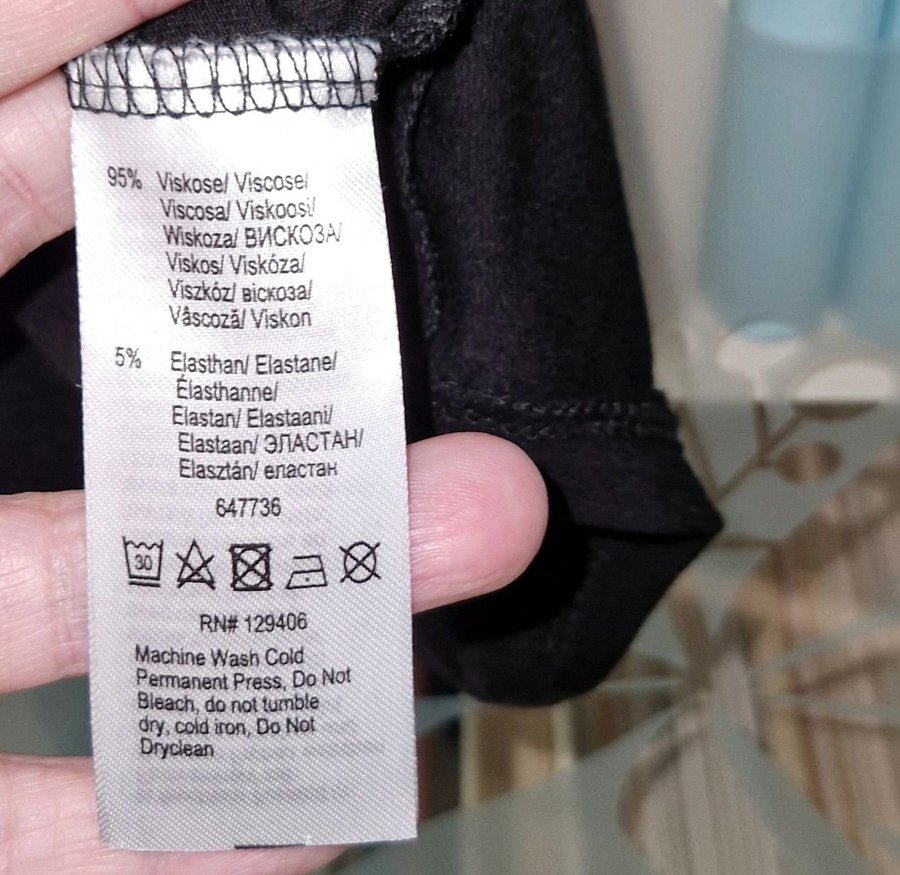 95% Viskose/ Viscose/
Viscosa/ Viskoosi/
Wiskoza/ ВИСКОЗА/
Viskos/ Viskóza/
Viszkóz/ віскоза/
Vâscoză/ Viskon
5% Elasthan/ Elastane/
Élasthanne/
Elastan/ Elastaani/
Elastaan/ ЭЛАСТАН/
Elasztán/ еластан
647736
30
RN# 129406
Machine Wash Cold
Permanent Press, Do Not
Bleach, do not tumble
dry, cold iron, Do Not
Dryclean